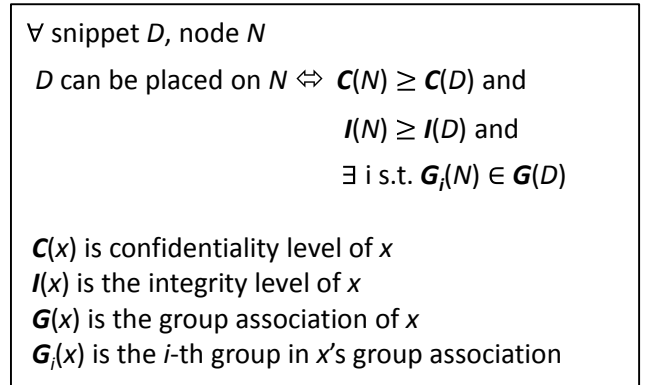 ∀ snippet D, node N
D can be placed on N ⇔ C(N) ≥ C(D) and
I(N) ≥ I(D) and
∃ i s.t. Gᵢ(N) ∈ G(D)
C(x) is confidentiality level of x
I(x) is the integrity level of x
G(x) is the group association of x
Gᵢ(x) is the i-th group in x's group association